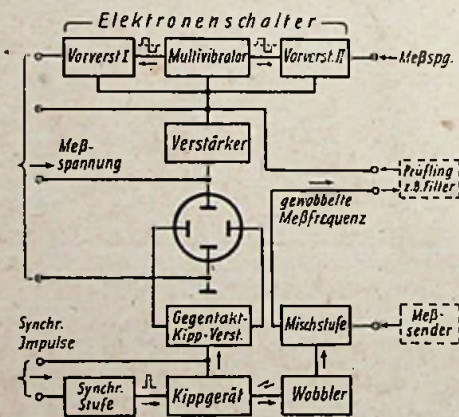 Elektronenschalter
Vorverst. I
Multivibrator
Vorverst. II
Meßspg.
Verstärker
Meß-
spannung
Prüfling
z.B. Filter
gewobbelte
Meßfrequenz
Gegentakt-
Kipp-Verst.
Mischstufe
Meß-
sender
Synchr.
Impulse
Synchr.
Stufe
Kippgerät
Wobbler